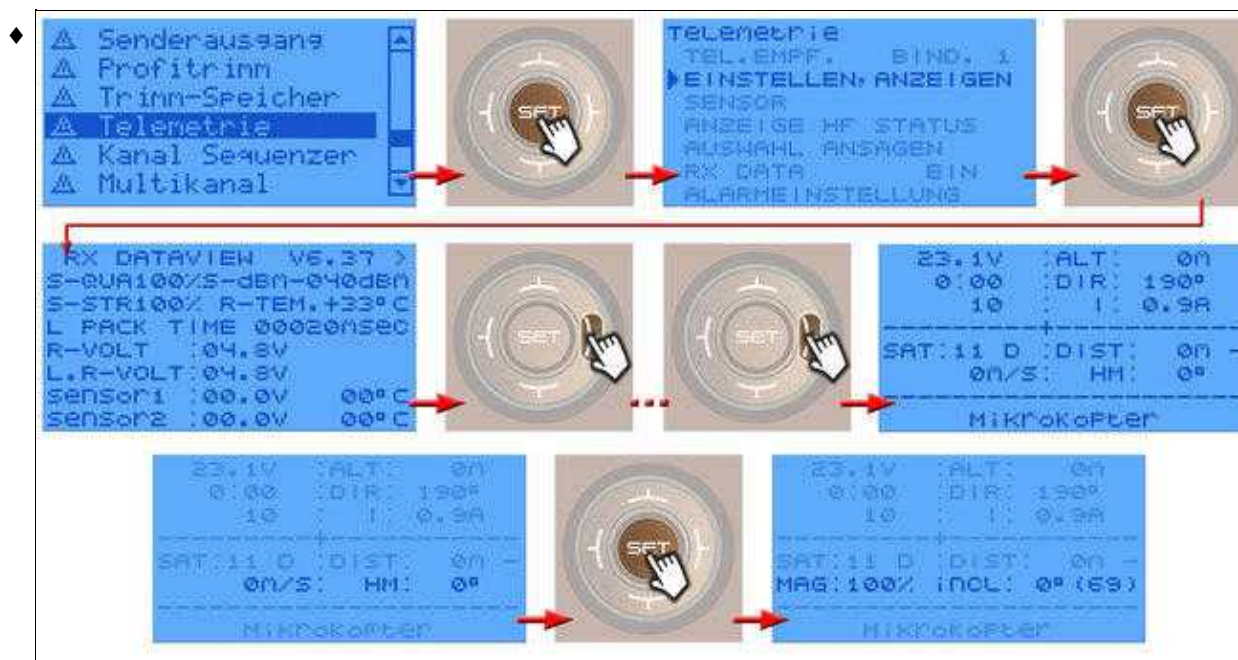 ⚠ Senderausgang
⚠ Profitrimm
⚠ Trimm-Speicher
⚠ Telemetrie
⚠ Kanal Sequenzer
⚠ Multikanal
SET
Telemetrie
TEL.EMPF. BIND. 1
EINSTELLEN, ANZEIGEN
SENSOR
ANZEIGE HF STATUS
AUSWAHL ANSAGEN
RX DATA EIN
ALARMEINSTELLUNG
SET
RX DATAVIEW V6.37 >
S-QUA100%S-dBm-040dBm
S-STR100% R-TEM.+33°C
L PACK TIME 00020msec
R-VOLT :04.8V
L.R-VOLT:04.8V
Sensor1 :00.0V 00°C
Sensor2 :00.0V 00°C
SET
...
SET
23.1V :ALT: 0m
0:00 :DIR: 190°
10 : I: 0.9A
SAT:11 D :DIST: 0m -
0m/s: HM: 0°
MikroKopter
23.1V :ALT: 0m
0:00 :DIR: 190°
10 : I: 0.9A
SAT:11 D :DIST: 0m -
0m/s: HM: 0°
MikroKopter
SET
23.1V :ALT: 0m
0:00 :DIR: 190°
10 : I: 0.9A
SAT:11 D :DIST: 0m -
MAG:100% incl: 0° (69)
MikroKopter